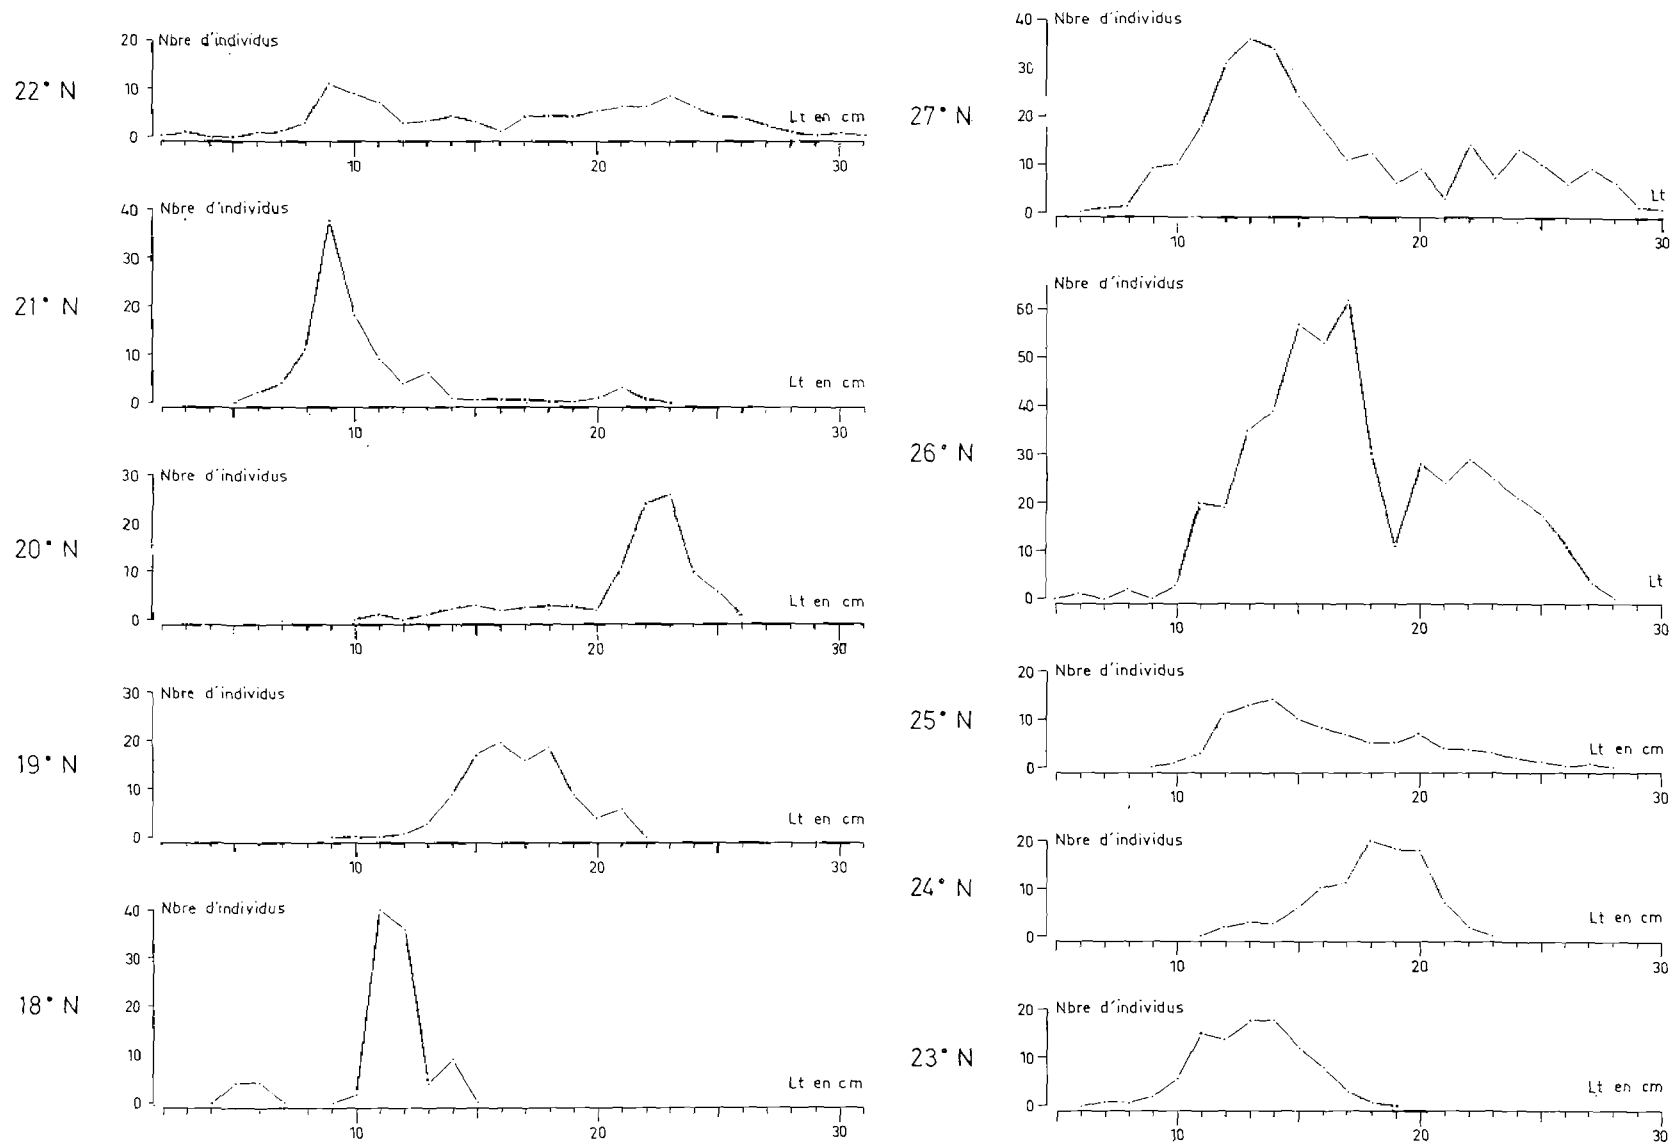 20 Nbre d'individus
22° N
10
Lt en cm
0
10 20 30
40 Nbre d'individus
30
21° N
20
10
Lt en cm
0
10 20 30
30 Nbre d'individus
20
20° N
10
Lt en cm
0
10 20 30
30 Nbre d'individus
20
19° N
10
Lt en cm
0
10 20 30
40 Nbre d'individus
30
20
18° N
10
Lt en cm
0
10 20 30
40 Nbre d'individus
30
27° N
20
10
Lt
0
10 20 30
Nbre d'individus
60
50
40
26° N
30
20
10
Lt
0
10 20 30
20 Nbre d'individus
25° N
10
Lt en cm
0
10 20 30
20 Nbre d'individus
24° N
10
Lt en cm
0
10 20 30
20 Nbre d'individus
23° N
10
Lt en cm
0
10 20 30